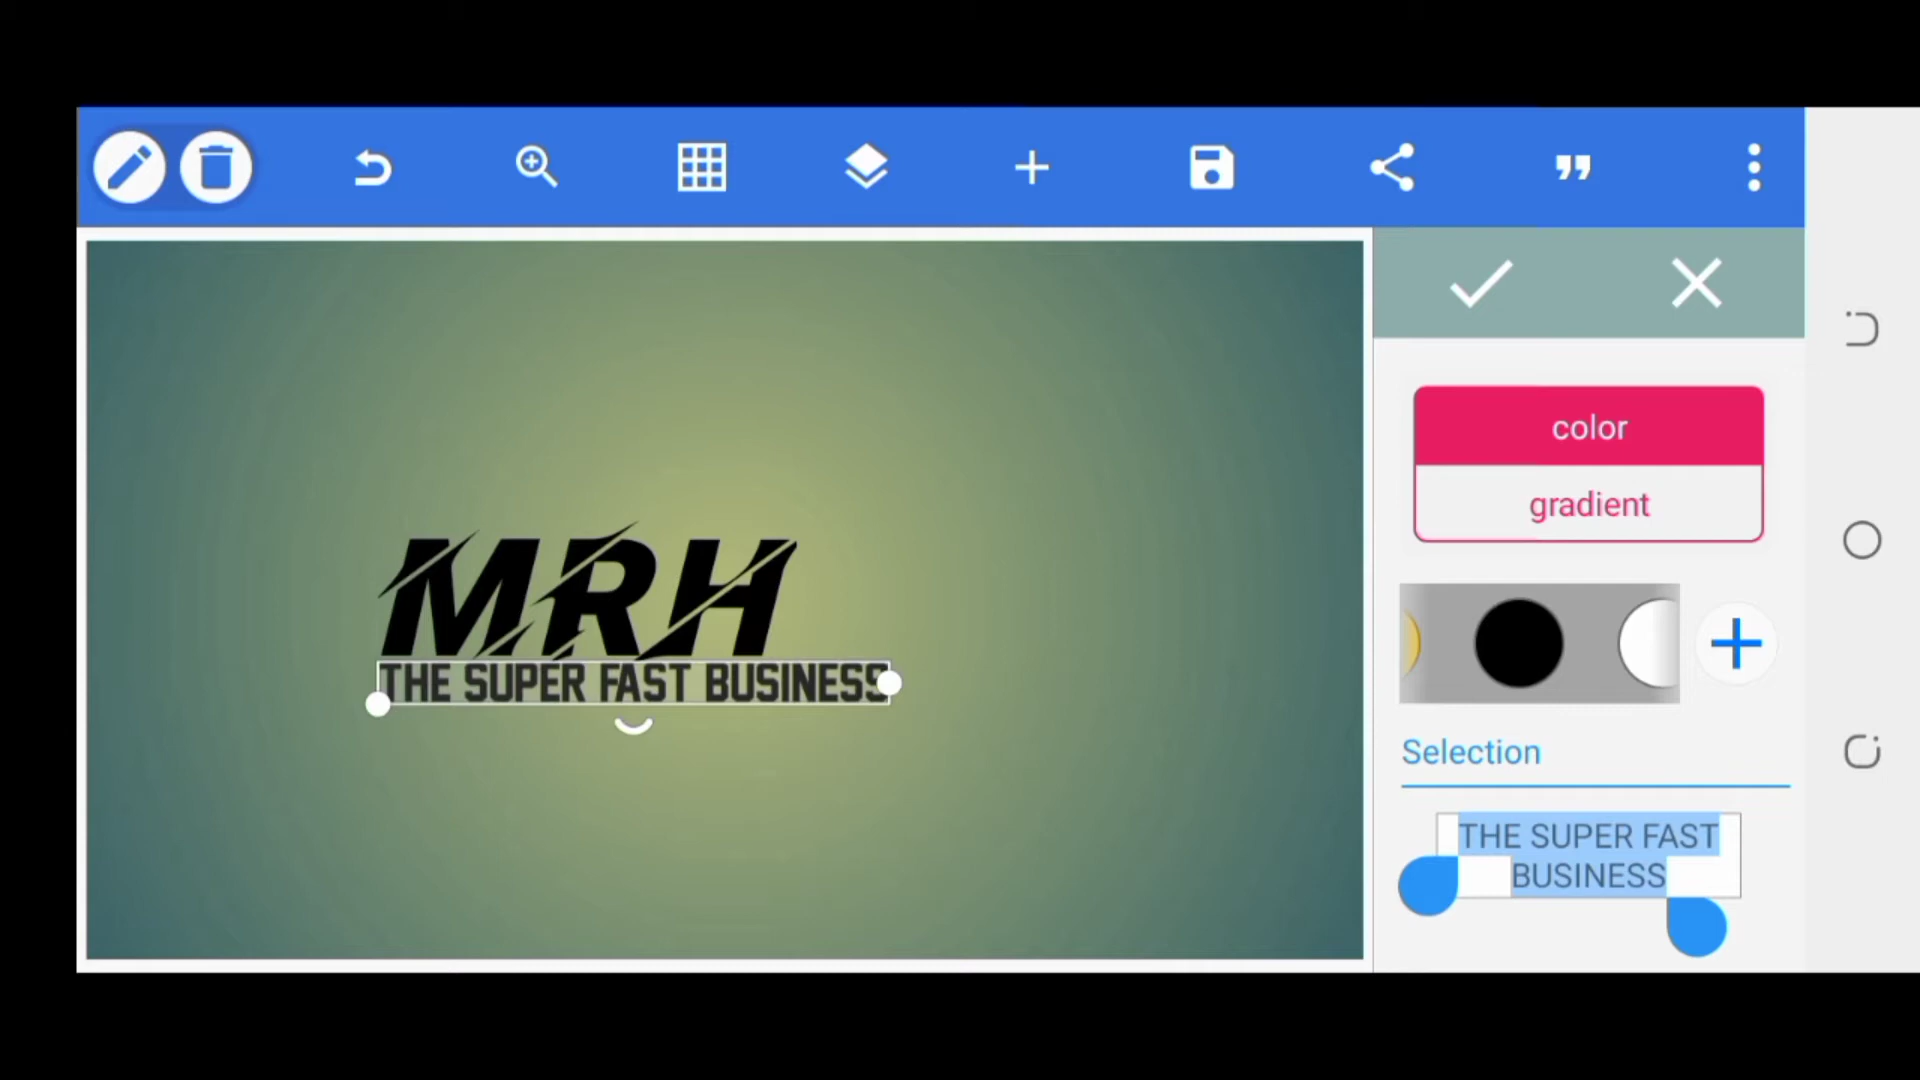 color
gradient
MRH
THE SUPER FAST BUSINESS
Selection
THE SUPER FAST
BUSINESS